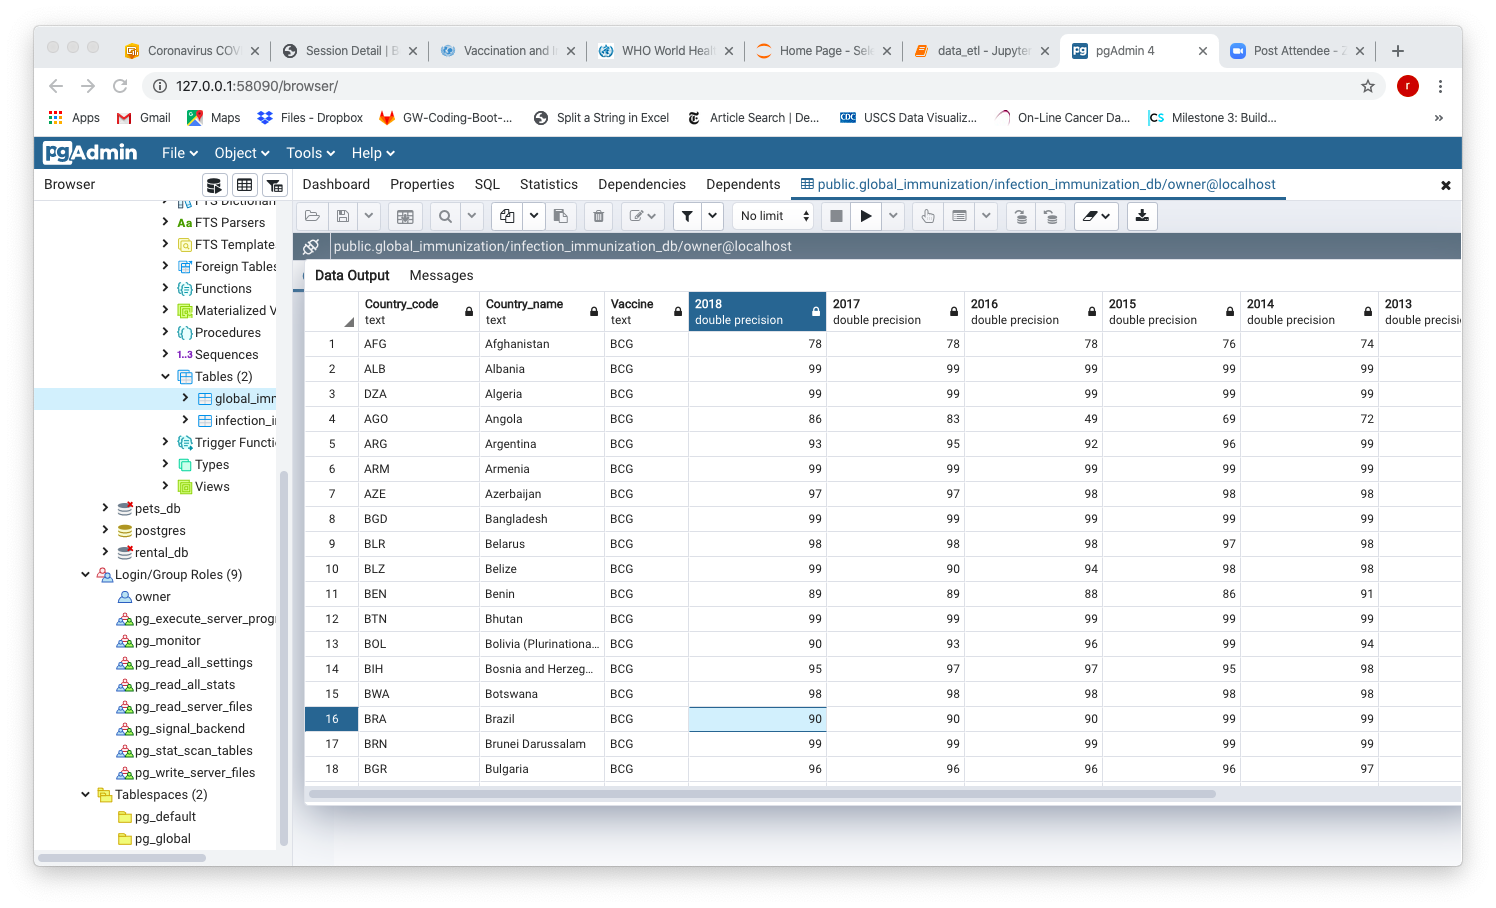 Coronavirus COV
Session Detail | B
Vaccination and I
WHO World Healt
Home Page - Sele
data_etl - Jupyter
pgAdmin 4
Post Attendee - Z
127.0.0.1:58090/browser/
r
Apps
Gmail
Maps
Files - Dropbox
GW-Coding-Boot-...
Split a String in Excel
Article Search | De...
CDC USCS Data Visualiz...
On-Line Cancer Da...
CS Milestone 3: Build...
»
pgAdmin File Object Tools Help
Browser
Dashboard Properties SQL Statistics Dependencies Dependents public.global_immunization/infection_immunization_db/owner@localhost
No limit
public.global_immunization/infection_immunization_db/owner@localhost
FTS Dictionar
Aa FTS Parsers
FTS Template
Foreign Tables
Functions
Materialized V
Procedures
1..3 Sequences
Tables (2)
global_imm
infection_i
Trigger Functi
Types
Views
pets_db
postgres
rental_db
Login/Group Roles (9)
owner
pg_execute_server_progr
pg_monitor
pg_read_all_settings
pg_read_all_stats
pg_read_server_files
pg_signal_backend
pg_stat_scan_tables
pg_write_server_files
Tablespaces (2)
pg_default
pg_global
Data Output Messages
Country_code Country_name Vaccine 2018 2017 2016 2015 2014 2013
text text text double precision double precision double precision double precision double precision double precisi
1 AFG Afghanistan BCG 78 78 78 76 74
2 ALB Albania BCG 99 99 99 99 99
3 DZA Algeria BCG 99 99 99 99 99
4 AGO Angola BCG 86 83 49 69 72
5 ARG Argentina BCG 93 95 92 96 99
6 ARM Armenia BCG 99 99 99 99 99
7 AZE Azerbaijan BCG 97 97 98 98 98
8 BGD Bangladesh BCG 99 99 99 99 99
9 BLR Belarus BCG 98 98 98 97 98
10 BLZ Belize BCG 99 90 94 98 98
11 BEN Benin BCG 89 89 88 86 91
12 BTN Bhutan BCG 99 99 99 99 99
13 BOL Bolivia (Plurinationa... BCG 90 93 96 99 94
14 BIH Bosnia and Herzeg... BCG 95 97 97 95 98
15 BWA Botswana BCG 98 98 98 98 98
16 BRA Brazil BCG 90 90 90 99 99
17 BRN Brunei Darussalam BCG 99 99 99 99 99
18 BGR Bulgaria BCG 96 96 96 96 97